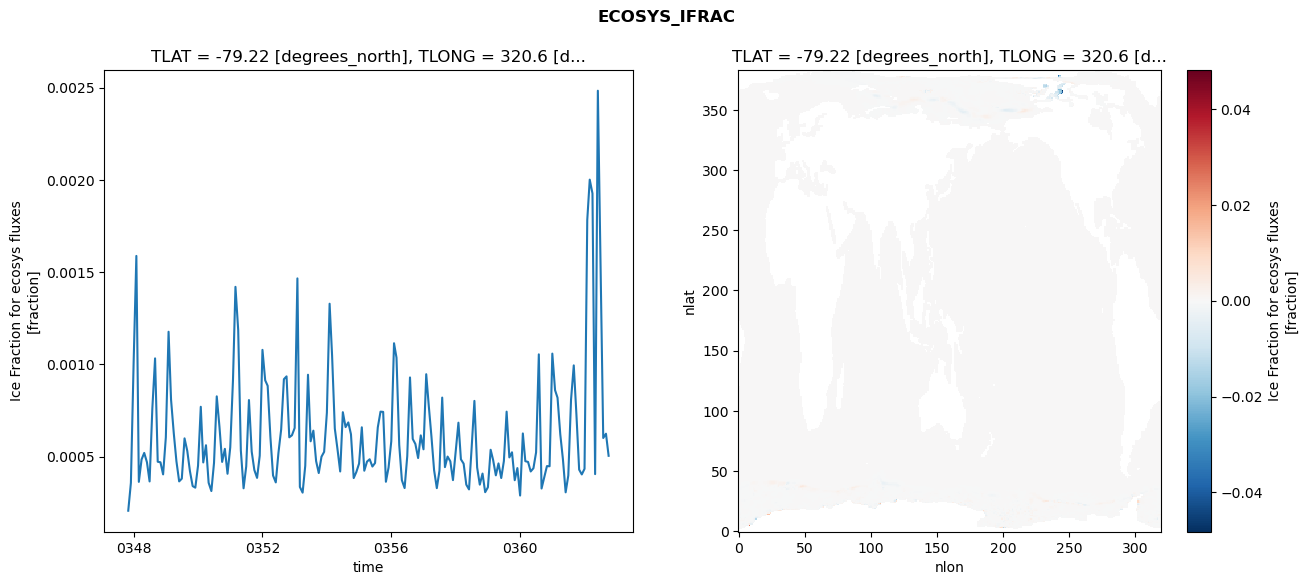 ECOSYS_IFRAC
TLAT = -79.22 [degrees_north], TLONG = 320.6 [d...
0.0025
0.0020
0.0015
0.0010
0.0005
Ice Fraction for ecosys fluxes
[fraction]
0348
0352
0356
0360
time
TLAT = -79.22 [degrees_north], TLONG = 320.6 [d...
350
300
250
200
150
100
50
0
nlat
0
50
100
150
200
250
300
nlon
0.04
0.02
0.00
−0.02
−0.04
Ice Fraction for ecosys fluxes
[fraction]